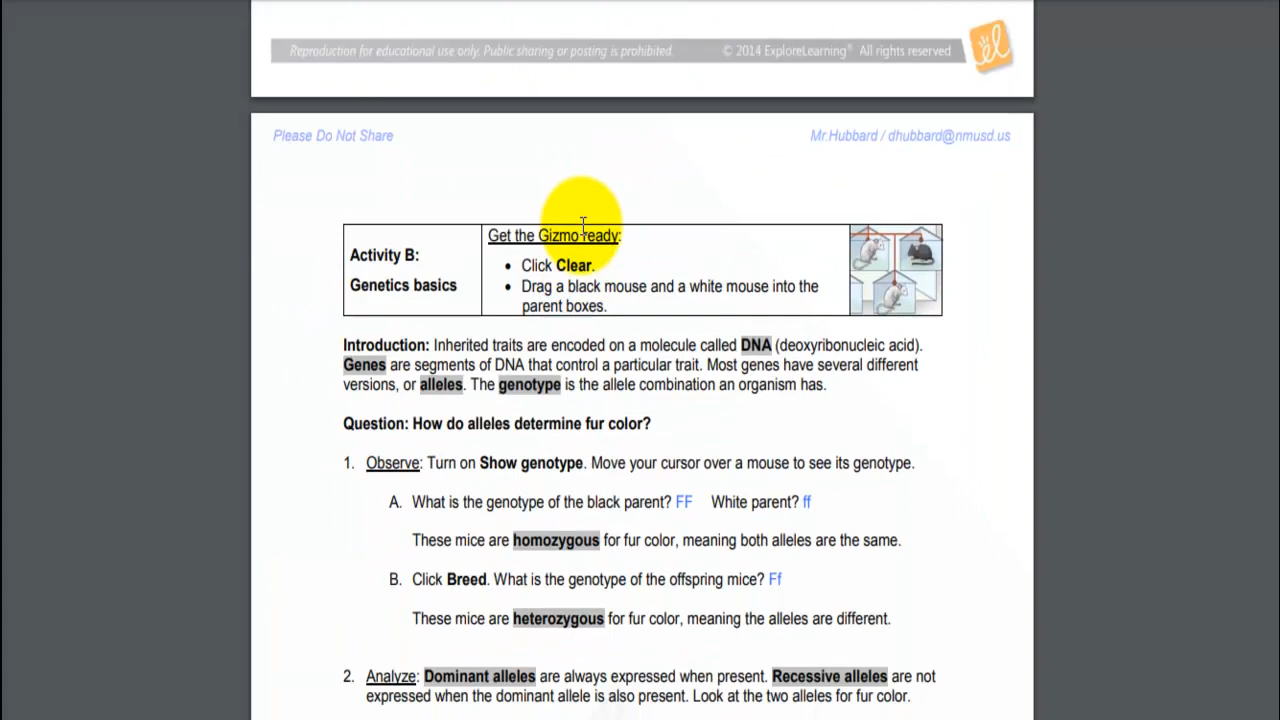 Reproduction for educational use only. Public sharing or posting is prohibited. © 2014 ExploreLearning® All rights reserved
el
Please Do Not Share Mr.Hubbard / dhubbard@nmusd.us
Activity B:
Genetics basics
Get the Gizmo ready:
• Click Clear.
• Drag a black mouse and a white mouse into the
parent boxes.
Introduction: Inherited traits are encoded on a molecule called DNA (deoxyribonucleic acid).
Genes are segments of DNA that control a particular trait. Most genes have several different
versions, or alleles. The genotype is the allele combination an organism has.
Question: How do alleles determine fur color?
1. Observe: Turn on Show genotype. Move your cursor over a mouse to see its genotype.
A. What is the genotype of the black parent? FF White parent? ff
These mice are homozygous for fur color, meaning both alleles are the same.
B. Click Breed. What is the genotype of the offspring mice? Ff
These mice are heterozygous for fur color, meaning the alleles are different.
2. Analyze: Dominant alleles are always expressed when present. Recessive alleles are not
expressed when the dominant allele is also present. Look at the two alleles for fur color.